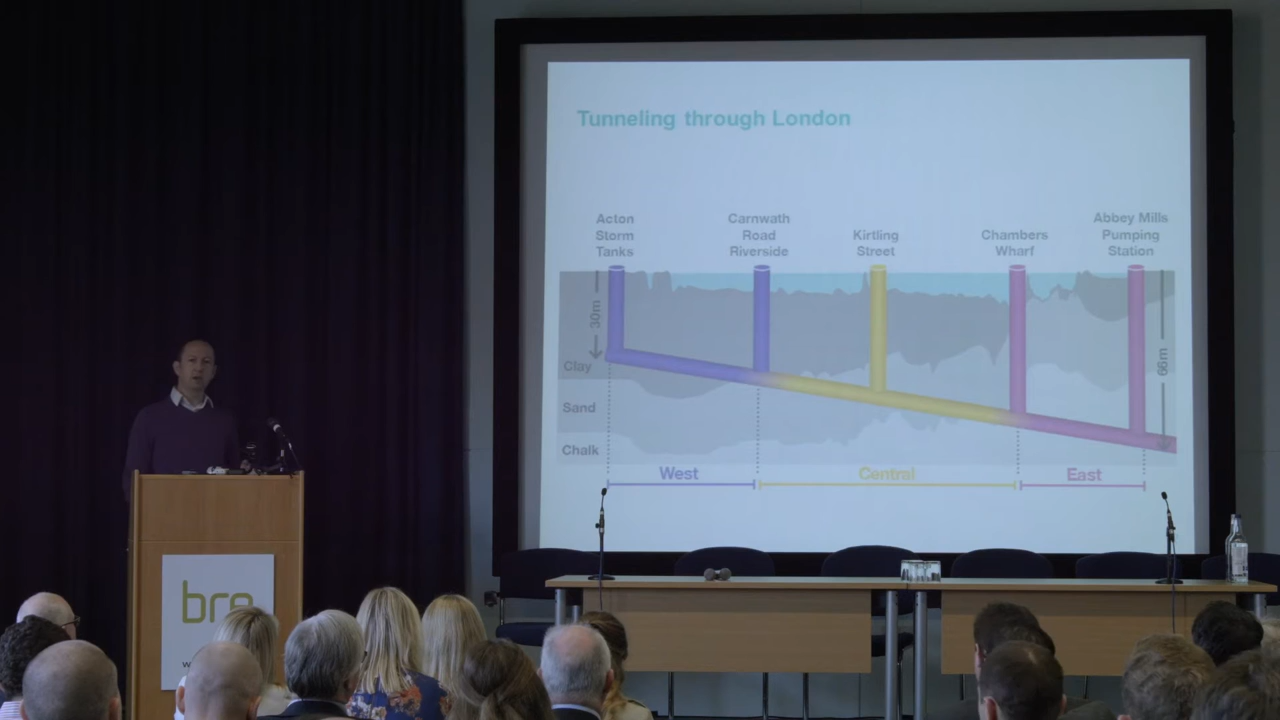 Tunneling through London
Acton
Storm
Tanks
Carnwath
Road
Riverside
Kirtling
Street
Chambers
Wharf
Abbey Mills
Pumping
Station
30m
66m
Clay
Sand
Chalk
West
Central
East
bre